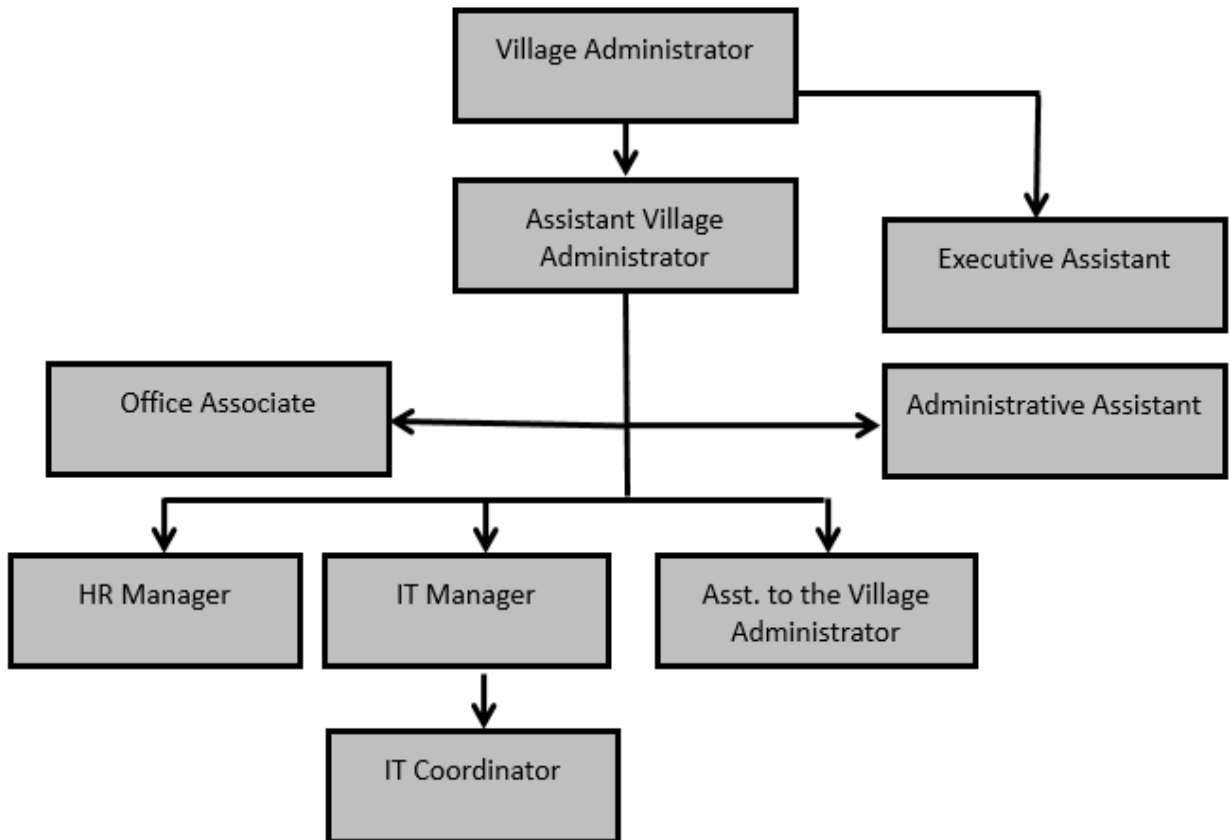 Village Administrator
Assistant Village
Administrator
Executive Assistant
Office Associate
Administrative Assistant
HR Manager
IT Manager
Asst. to the Village
Administrator
IT Coordinator